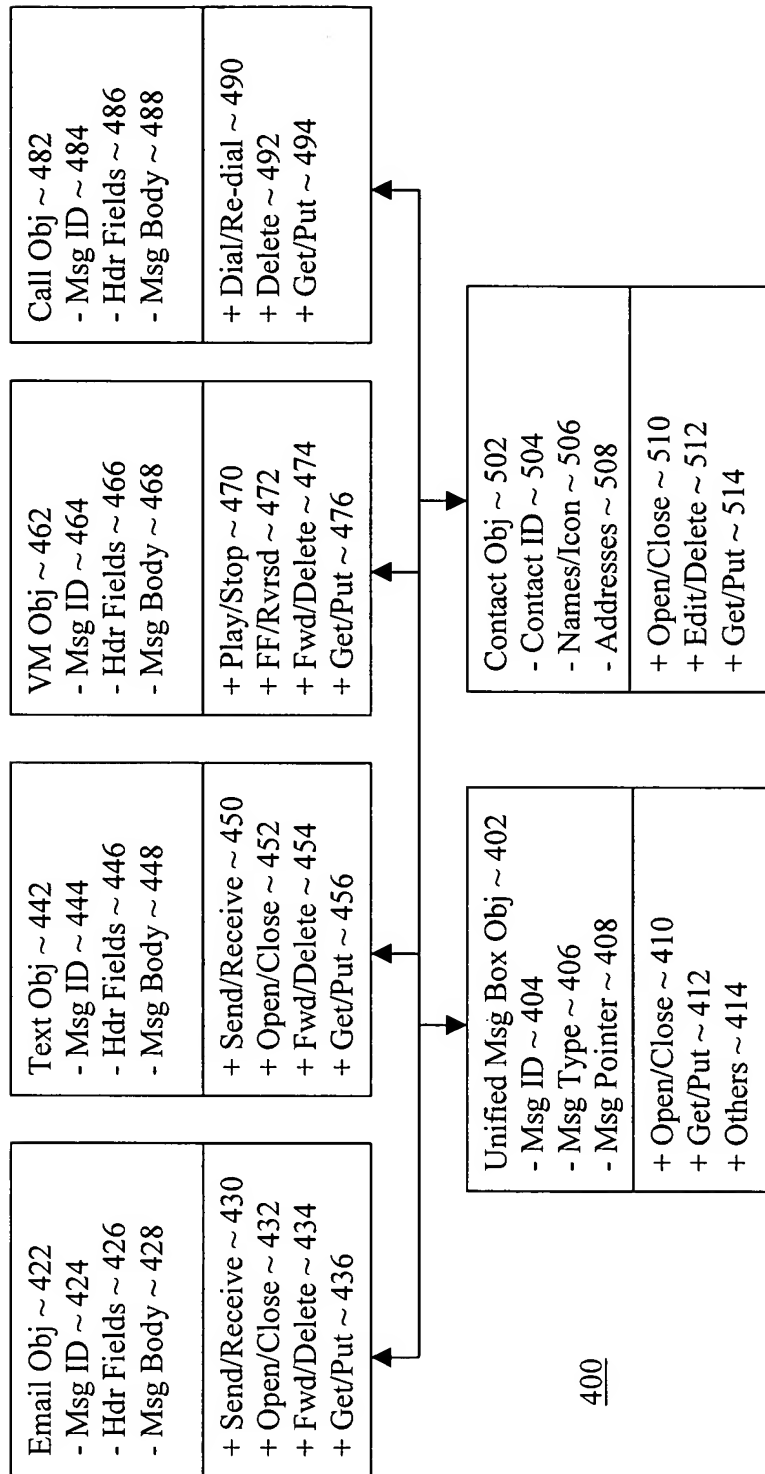 Email Obj ~ 422
- Msg ID ~ 424
- Hdr Fields ~ 426
- Msg Body ~ 428
+ Send/Receive ~ 430
+ Open/Close ~ 432
+ Fwd/Delete ~ 434
+ Get/Put ~ 436
Text Obj ~ 442
- Msg ID ~ 444
- Hdr Fields ~ 446
- Msg Body ~ 448
+ Send/Receive ~ 450
+ Open/Close ~ 452
+ Fwd/Delete ~ 454
+ Get/Put ~ 456
VM Obj ~ 462
- Msg ID ~ 464
- Hdr Fields ~ 466
- Msg Body ~ 468
+ Play/Stop ~ 470
+ FF/Rvrsd ~ 472
+ Fwd/Delete ~ 474
+ Get/Put ~ 476
Call Obj ~ 482
- Msg ID ~ 484
- Hdr Fields ~ 486
- Msg Body ~ 488
+ Dial/Re-dial ~ 490
+ Delete ~ 492
+ Get/Put ~ 494
Unified Msg Box Obj ~ 402
- Msg ID ~ 404
- Msg Type ~ 406
- Msg Pointer ~ 408
+ Open/Close ~ 410
+ Get/Put ~ 412
+ Others ~ 414
Contact Obj ~ 502
- Contact ID ~ 504
- Names/Icon ~ 506
- Addresses ~ 508
+ Open/Close ~ 510
+ Edit/Delete ~ 512
+ Get/Put ~ 514
400